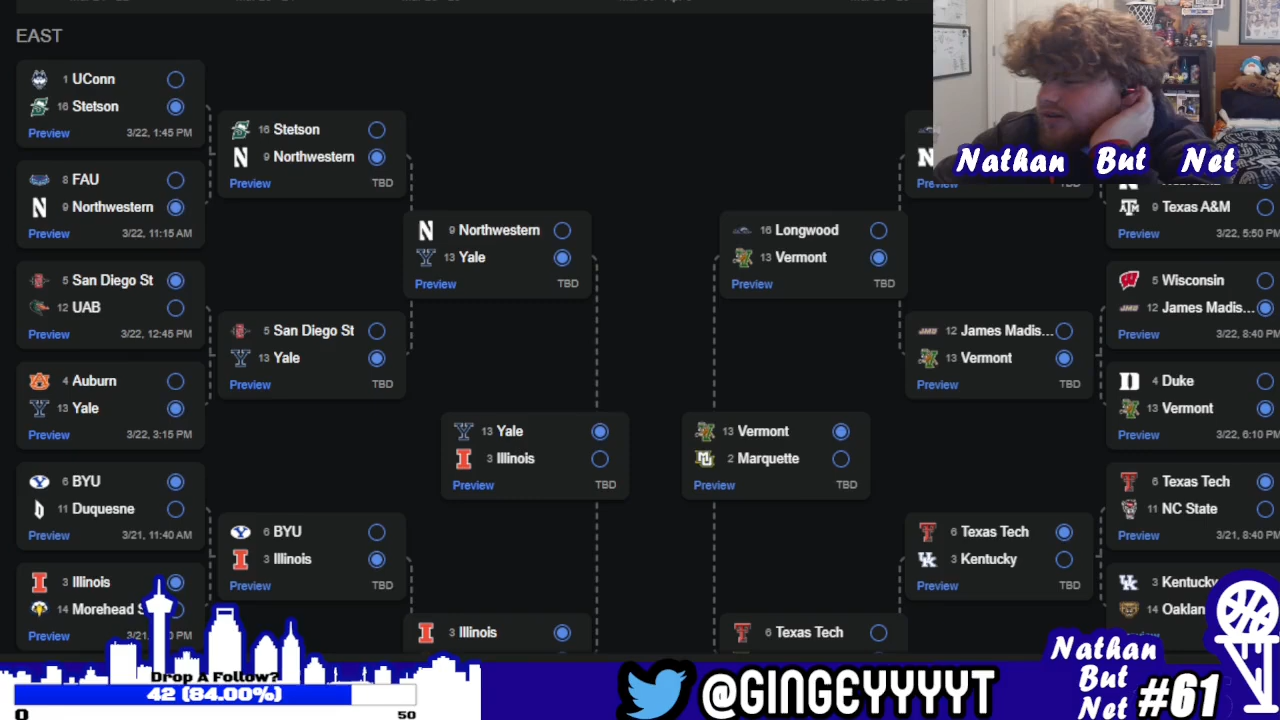 EAST
1 UConn
16 Stetson
Preview 3/22, 1:45 PM
8 FAU
9 Northwestern
Preview 3/22, 11:15 AM
5 San Diego St
12 UAB
Preview 3/22, 12:45 PM
4 Auburn
13 Yale
Preview 3/22, 3:15 PM
6 BYU
11 Duquesne
Preview 3/21, 11:40 AM
3 Illinois
14 Morehead
Preview 3/21,
16 Stetson
9 Northwestern
Preview TBD
5 San Diego St
13 Yale
Preview TBD
6 BYU
3 Illinois
Preview TBD
9 Northwestern
13 Yale
Preview TBD
13 Yale
3 Illinois
Preview TBD
3 Illinois
16 Longwood
13 Vermont
Preview TBD
13 Vermont
2 Marquette
Preview TBD
6 Texas Tech
Preview TBD
12 James Madis...
13 Vermont
Preview TBD
6 Texas Tech
3 Kentucky
Preview TBD
9 Texas A&M
Preview 3/22, 5:50 PM
5 Wisconsin
12 James Madis...
Preview 3/22, 8:40 PM
4 Duke
13 Vermont
Preview 3/22, 6:10 PM
6 Texas Tech
11 NC State
Preview 3/21, 8:40 PM
3 Kentucky
14 Oaklan
Nathan But Net
Drop A Follow?
42 (84.00%)
0 50
@GINGEYYYYT
Nathan
But
Net #61